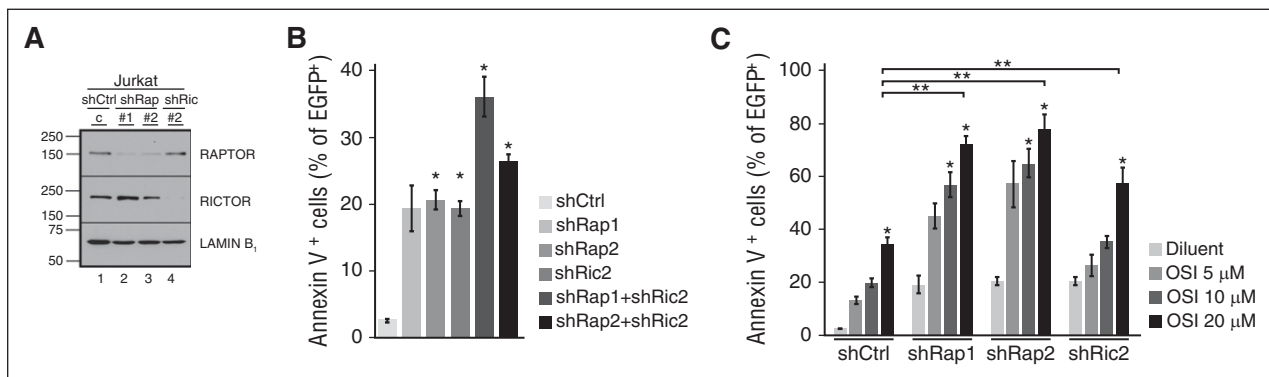 A
Jurkat
shCtrl shRap shRic
c #1 #2 #2
250
150
RAPTOR
250
150
RICTOR
75
50
LAMIN B1
1 2 3 4
B
Annexin V + cells (% of EGFP+)
40
30
20
10
0
*
*
*
*
shCtrl
shRap1
shRap2
shRic2
shRap1+shRic2
shRap2+shRic2
C
Annexin V + cells (% of EGFP+)
100
80
60
40
20
0
**
**
**
*
*
*
*
*
*
shCtrl shRap1 shRap2 shRic2
Diluent
OSI 5 μM
OSI 10 μM
OSI 20 μM